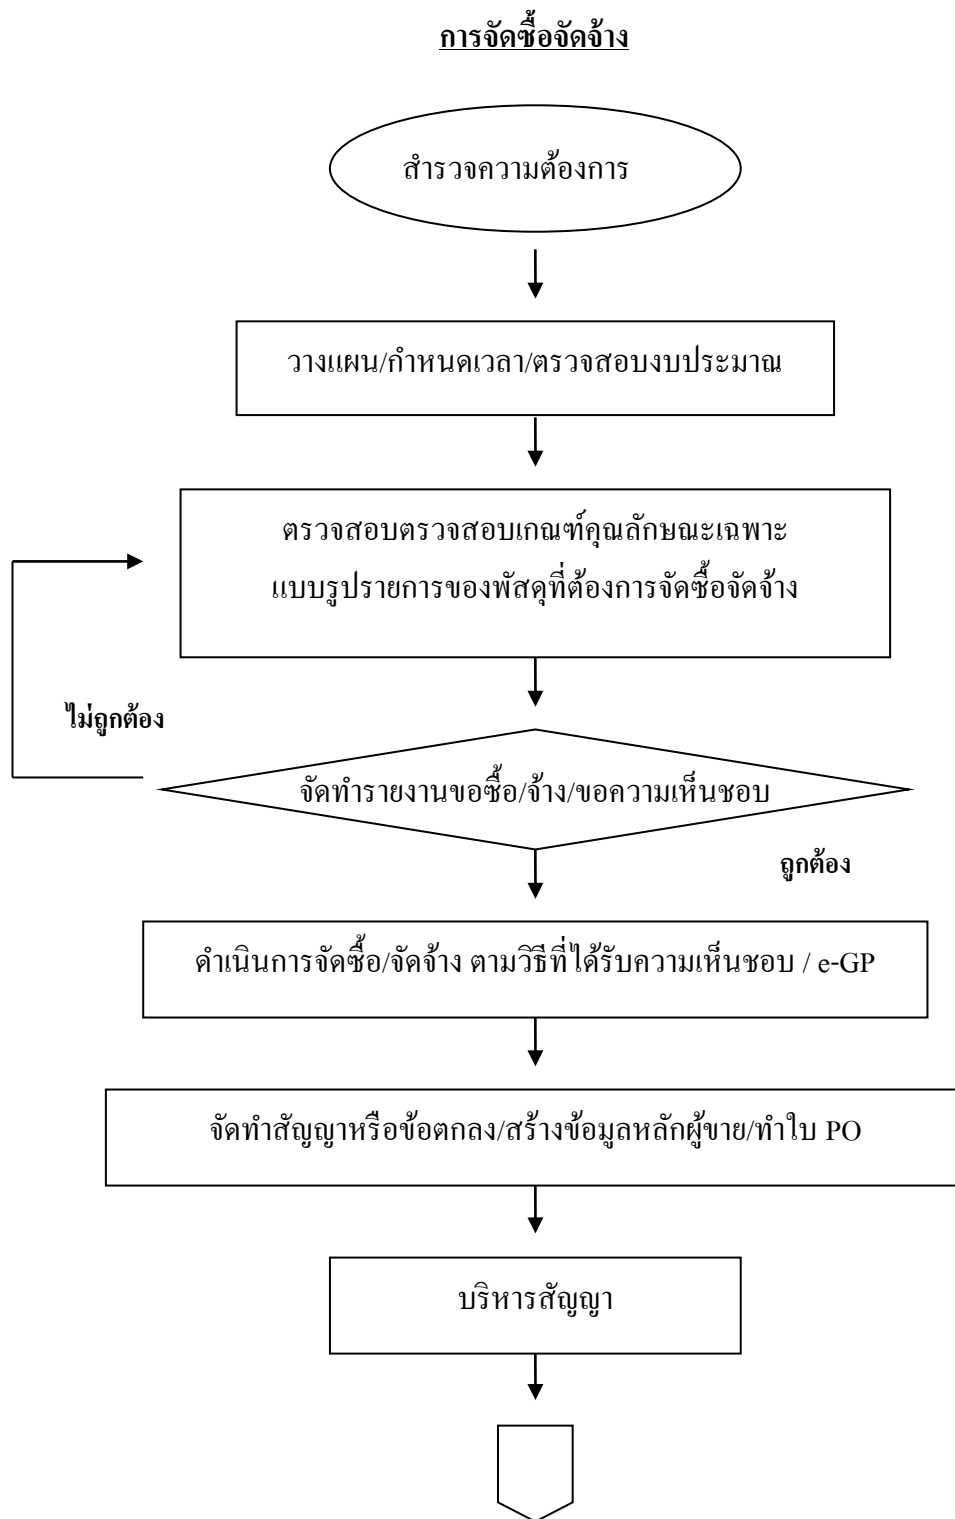 การจัดซื้อจัดจ้าง
สำรวจความต้องการ
วางแผน/กำหนดเวลา/ตรวจสอบงบประมาณ
ตรวจสอบตรวจสอบเกณฑ์คุณลักษณะเฉพาะ
แบบรูปรายการของพัสดุที่ต้องการจัดซื้อจัดจ้าง
ไม่ถูกต้อง
จัดทำรายงานขอซื้อ/จ้าง/ขอความเห็นชอบ
ถูกต้อง
ดำเนินการจัดซื้อ/จัดจ้าง ตามวิธีที่ได้รับความเห็นชอบ / e-GP
จัดทำสัญญาหรือข้อตกลง/สร้างข้อมูลหลักผู้ขาย/ทำใบ PO
บริหารสัญญา